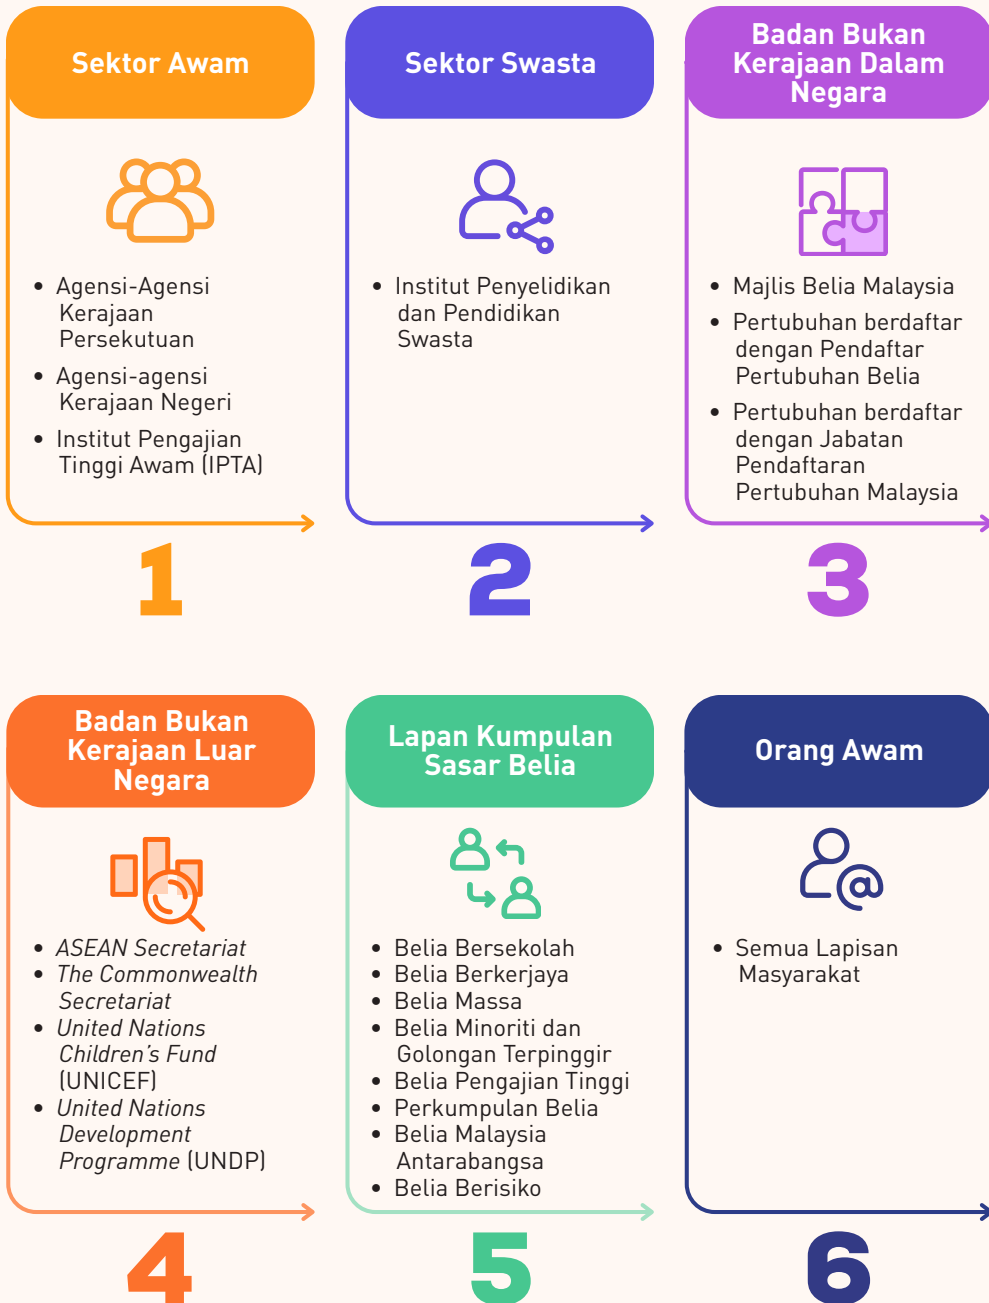 Sektor Awam
• Agensi-Agensi
Kerajaan
Persekutuan
• Agensi-agensi
Kerajaan Negeri
• Institut Pengajian
Tinggi Awam (IPTA)
1
Sektor Swasta
• Institut Penyelidikan
dan Pendidikan
Swasta
2
Badan Bukan
Kerajaan Dalam
Negara
• Majlis Belia Malaysia
• Pertubuhan berdaftar
dengan Pendaftar
Pertubuhan Belia
• Pertubuhan berdaftar
dengan Jabatan
Pendaftaran
Pertubuhan Malaysia
3
Badan Bukan
Kerajaan Luar
Negara
• ASEAN Secretariat
• The Commonwealth
Secretariat
• United Nations
Children’s Fund
(UNICEF)
• United Nations
Development
Programme (UNDP)
4
Lapan Kumpulan
Sasar Belia
• Belia Bersekolah
• Belia Berkerjaya
• Belia Massa
• Belia Minoriti dan
Golongan Terpinggir
• Belia Pengajian Tinggi
• Perkumpulan Belia
• Belia Malaysia
Antarabangsa
• Belia Berisiko
5
Orang Awam
@
• Semua Lapisan
Masyarakat
6